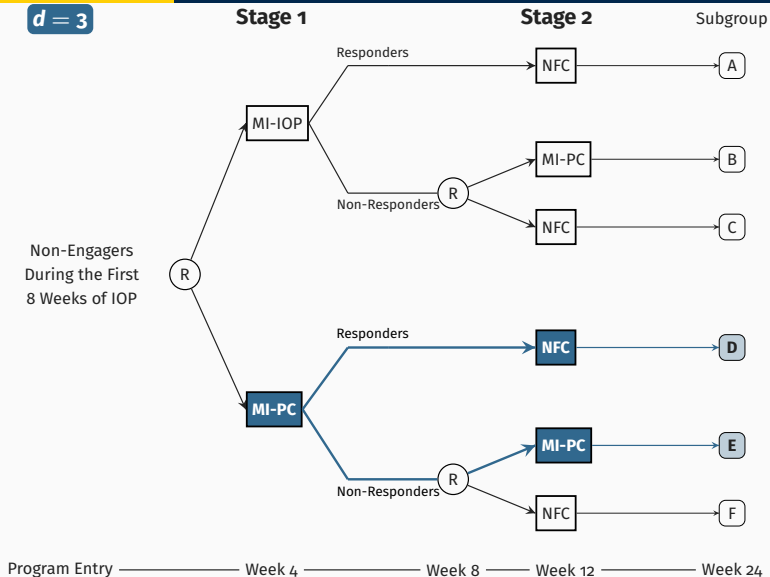 d = 3
Stage 1
Stage 2
Subgroup
Responders
NFC
A
MI-IOP
MI-PC
B
R
Non-Responders
NFC
C
Non-Engagers
During the First
8 Weeks of IOP
R
Responders
NFC
D
MI-PC
MI-PC
E
R
Non-Responders
NFC
F
Program Entry
Week 4
Week 8
Week 12
Week 24